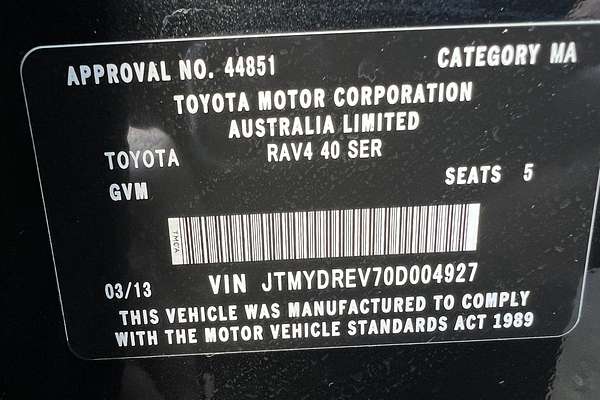 APPROVAL NO. 44851 CATEGORY MA
TOYOTA MOTOR CORPORATION
AUSTRALIA LIMITED
TOYOTA RAV4 40 SER
GVM SEATS 5
TMCA
03/13 VIN JTMYDREV70D004927
THIS VEHICLE WAS MANUFACTURED TO COMPLY
WITH THE MOTOR VEHICLE STANDARDS ACT 1989